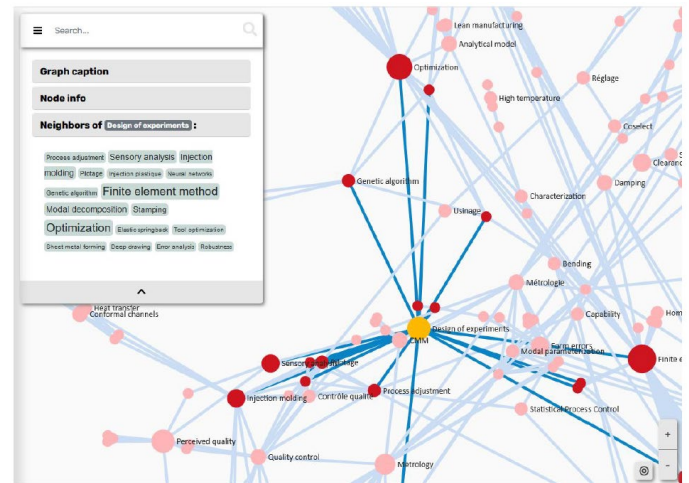 Search...
Graph caption
Node info
Neighbors of Design of experiments :
Process adjustment Sensory analysis Injection
molding Pilotage Injection plastique Neural networks
Genetic algorithm Finite element method
Modal decomposition Stamping
Optimization Elastic springback Tool optimization
Sheet metal forming Deep drawing Error analysis Robustness
Lean manufacturing
Analytical model
Optimization
Réglage
High temperature
Coselect
Clearanc
Damping
Genetic algorithm
Characterization
Usinage
Bending
Métrologie
Heat transfer
Conformal channels
Capability
Hom
Design of experiments
CMM
Form errors
Modal parameterization
Finite e
Process adjustment
Injection molding
Contrôle qualité
Statistical Process Control
Perceived quality
Quality control
Metrology
+
-